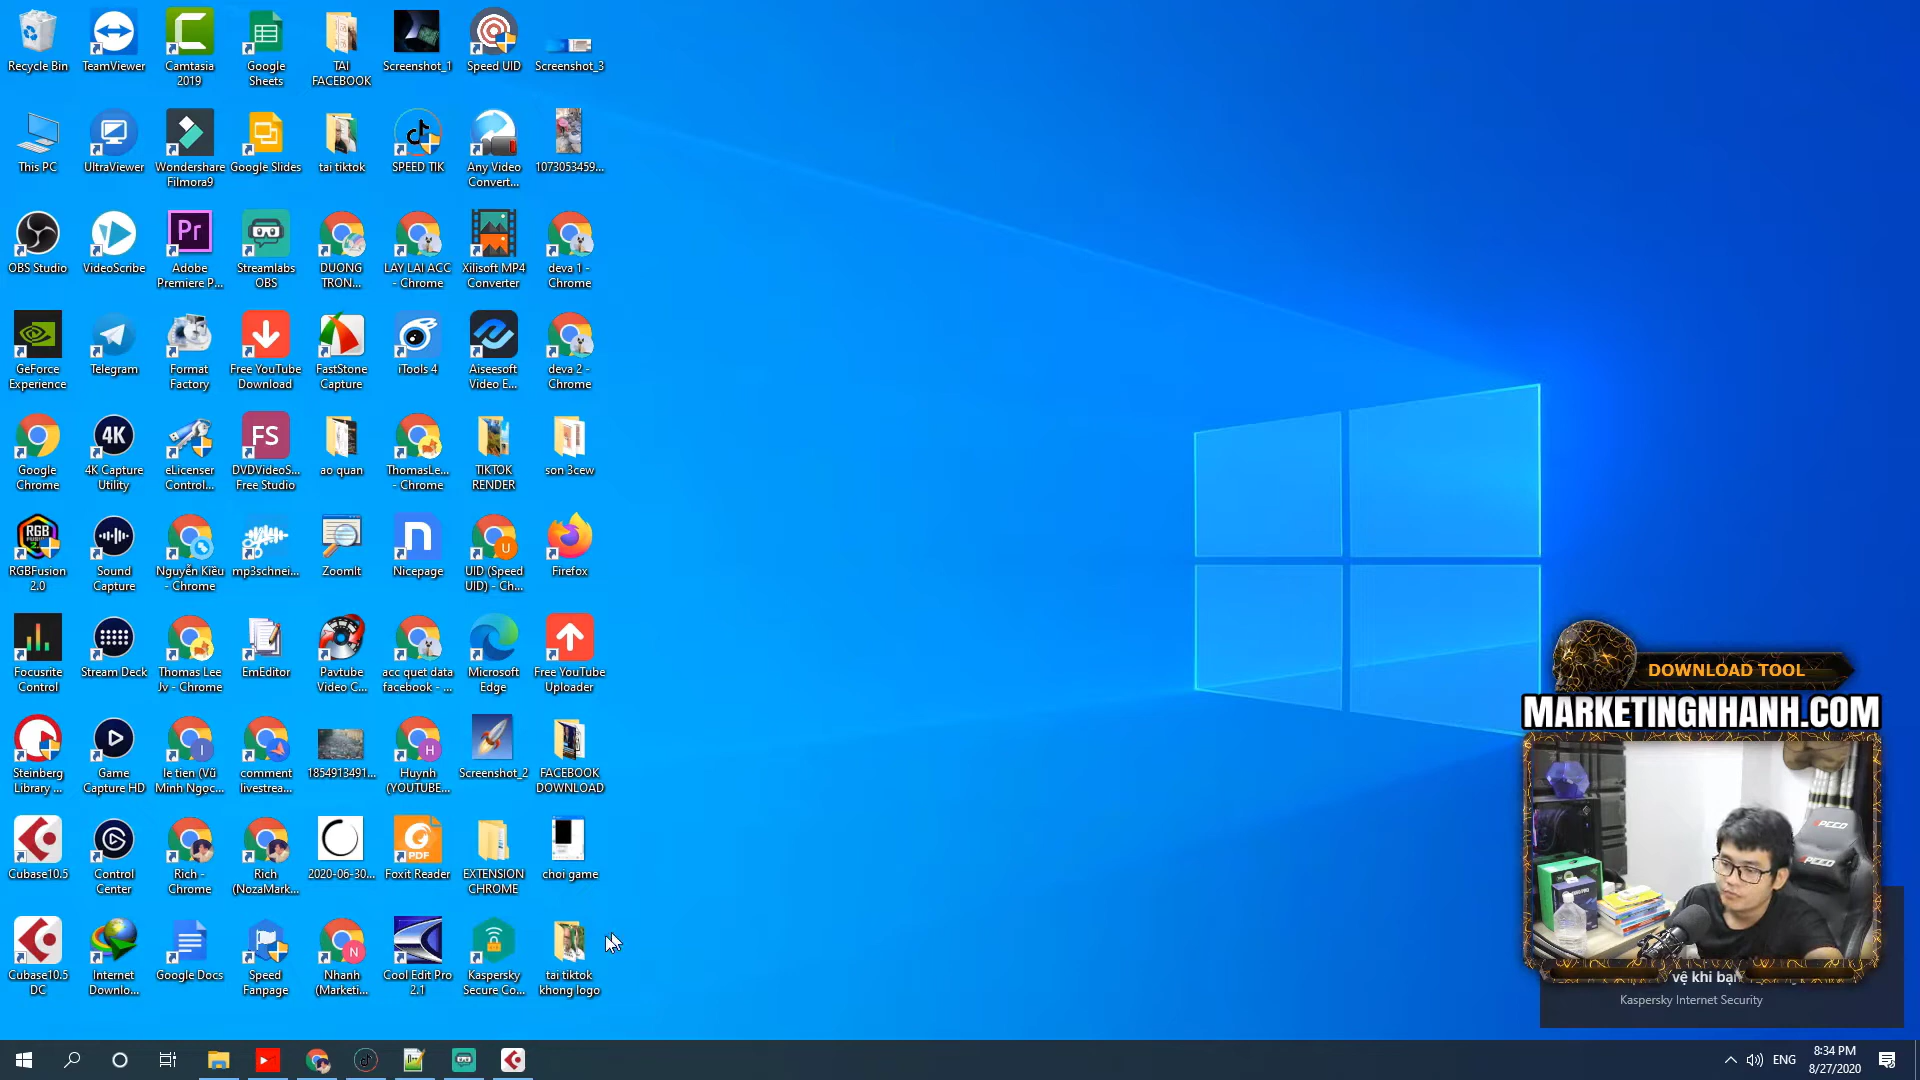 Recycle Bin
TeamViewer
Camtasia
2019
Google
Sheets
TAI
FACEBOOK
Screenshot_1
Speed UID
Screenshot_3
This PC
UltraViewer
Wondershare
Filmora9
Google Slides
tai tiktok
SPEED TIK
Any Video
Convert...
1073053459...
OBS Studio
VideoScribe
Pr
Adobe
Premiere P...
Streamlabs
OBS
DUONG
TRON...
LAY LAI ACC
- Chrome
Xilisoft MP4
Converter
deva 1 -
Chrome
GeForce
Experience
Telegram
Format
Factory
Free YouTube
Download
FastStone
Capture
iTools 4
Aiseesoft
Video E...
deva 2 -
Chrome
Google
Chrome
4K
4K Capture
Utility
eLicenser
Control...
FS
DVDVideoS...
Free Studio
ao quan
ThomasLe...
- Chrome
TIKTOK
RENDER
son 3cew
RGB
RGBFusion
2.0
Sound
Capture
Nguyễn Kiều
- Chrome
mp3schnei...
ZoomIt
n
Nicepage
U
UID (Speed
UID) - Ch...
Firefox
Focusrite
Control
Stream Deck
Thomas Lee
Jv - Chrome
EmEditor
Pavtube
Video C...
acc quet data
facebook - ...
Microsoft
Edge
Free YouTube
Uploader
Steinberg
Library ...
Game
Capture HD
I
le tien (Vũ
Minh Ngọc...
comment
livestrea...
1854913491...
H
Huynh
(YOUTUBE...
Screenshot_2
FACEBOOK
DOWNLOAD
Cubase10.5
Control
Center
Rich -
Chrome
Rich
(NozaMark...
2020-06-30...
PDF
Foxit Reader
EXTENSION
CHROME
choi game
Cubase10.5
DC
Internet
Downlo...
Google Docs
Speed
Fanpage
N
Nhanh
(Marketi...
Cool Edit Pro
2.1
Kaspersky
Secure Co...
tai tiktok
khong logo
DOWNLOAD TOOL
MARKETINGNHANH.COM
vệ khi bạn
Kaspersky Internet Security
ENG
8:34 PM
8/27/2020